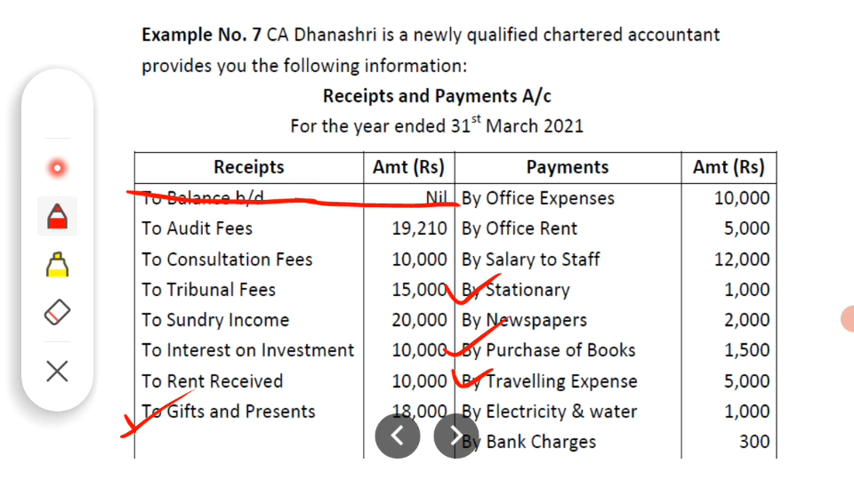 Example No. 7 CA Dhanashri is a newly qualified chartered accountant
provides you the following information:
Receipts and Payments A/c
For the year ended 31st March 2021
Receipts Amt (Rs) Payments Amt (Rs)
To Balance b/d Nil By Office Expenses 10,000
To Audit Fees 19,210 By Office Rent 5,000
To Consultation Fees 10,000 By Salary to Staff 12,000
To Tribunal Fees 15,000 By Stationary 1,000
To Sundry Income 20,000 By Newspapers 2,000
To Interest on Investment 10,000 By Purchase of Books 1,500
To Rent Received 10,000 By Travelling Expense 5,000
To Gifts and Presents 18,000 By Electricity & water 1,000
By Bank Charges 300